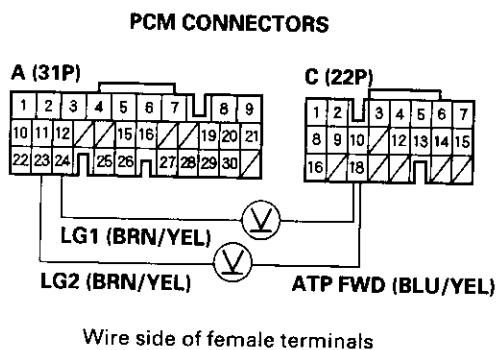 PCM CONNECTORS
A (31P) C (22P)
1 2 3 4 5 6 7 8 9
10 11 12 15 16 19 20 21
22 23 24 25 26 27 28 29 30
1 2 3 4 5 6 7
8 9 10 12 13 14 15
16 18
LG1 (BRN/YEL)
LG2 (BRN/YEL) ATP FWD (BLU/YEL)
Wire side of female terminals